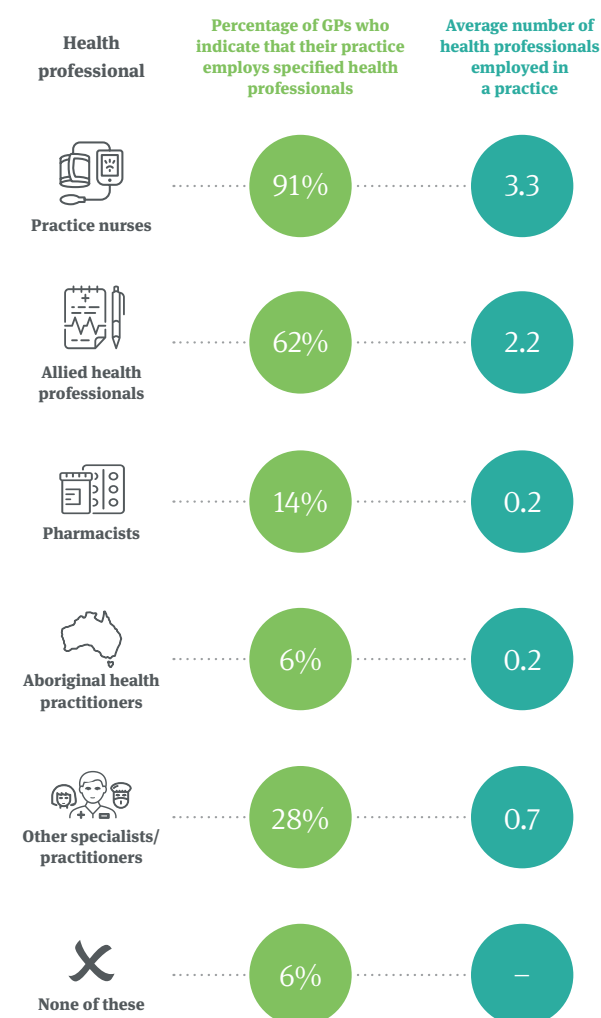 Health
professional
Percentage of GPs who
indicate that their practice
employs specified health
professionals
Average number of
health professionals
employed in
a practice
Practice nurses
91%
3.3
Allied health
professionals
62%
2.2
Pharmacists
14%
0.2
Aboriginal health
practitioners
6%
0.2
Other specialists/
practitioners
28%
0.7
None of these
6%
–